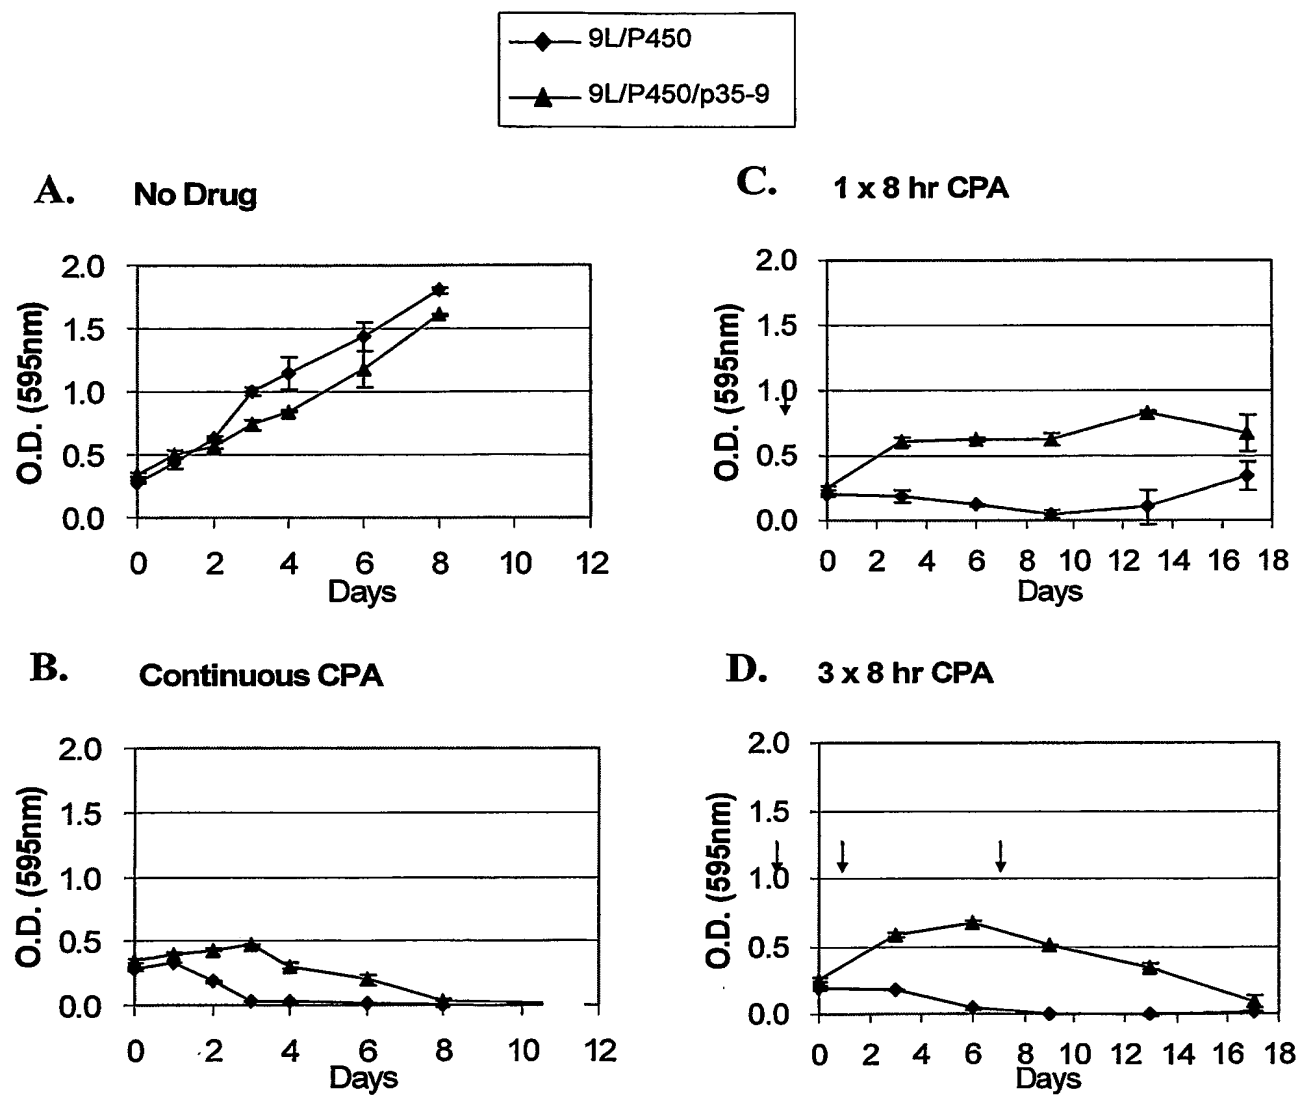 9L/P450
9L/P450/p35-9
A. No Drug
O.D. (595nm)
2.0
1.5
1.0
0.5
0.0
0 2 4 6 8 10 12
Days
C. 1 x 8 hr CPA
O.D. (595nm)
2.0
1.5
1.0
0.5
0.0
0 2 4 6 8 10 12 14 16 18
Days
B. Continuous CPA
O.D. (595nm)
2.0
1.5
1.0
0.5
0.0
0 2 4 6 8 10 12
Days
D. 3 x 8 hr CPA
O.D. (595nm)
2.0
1.5
1.0
0.5
0.0
0 2 4 6 8 10 12 14 16 18
Days